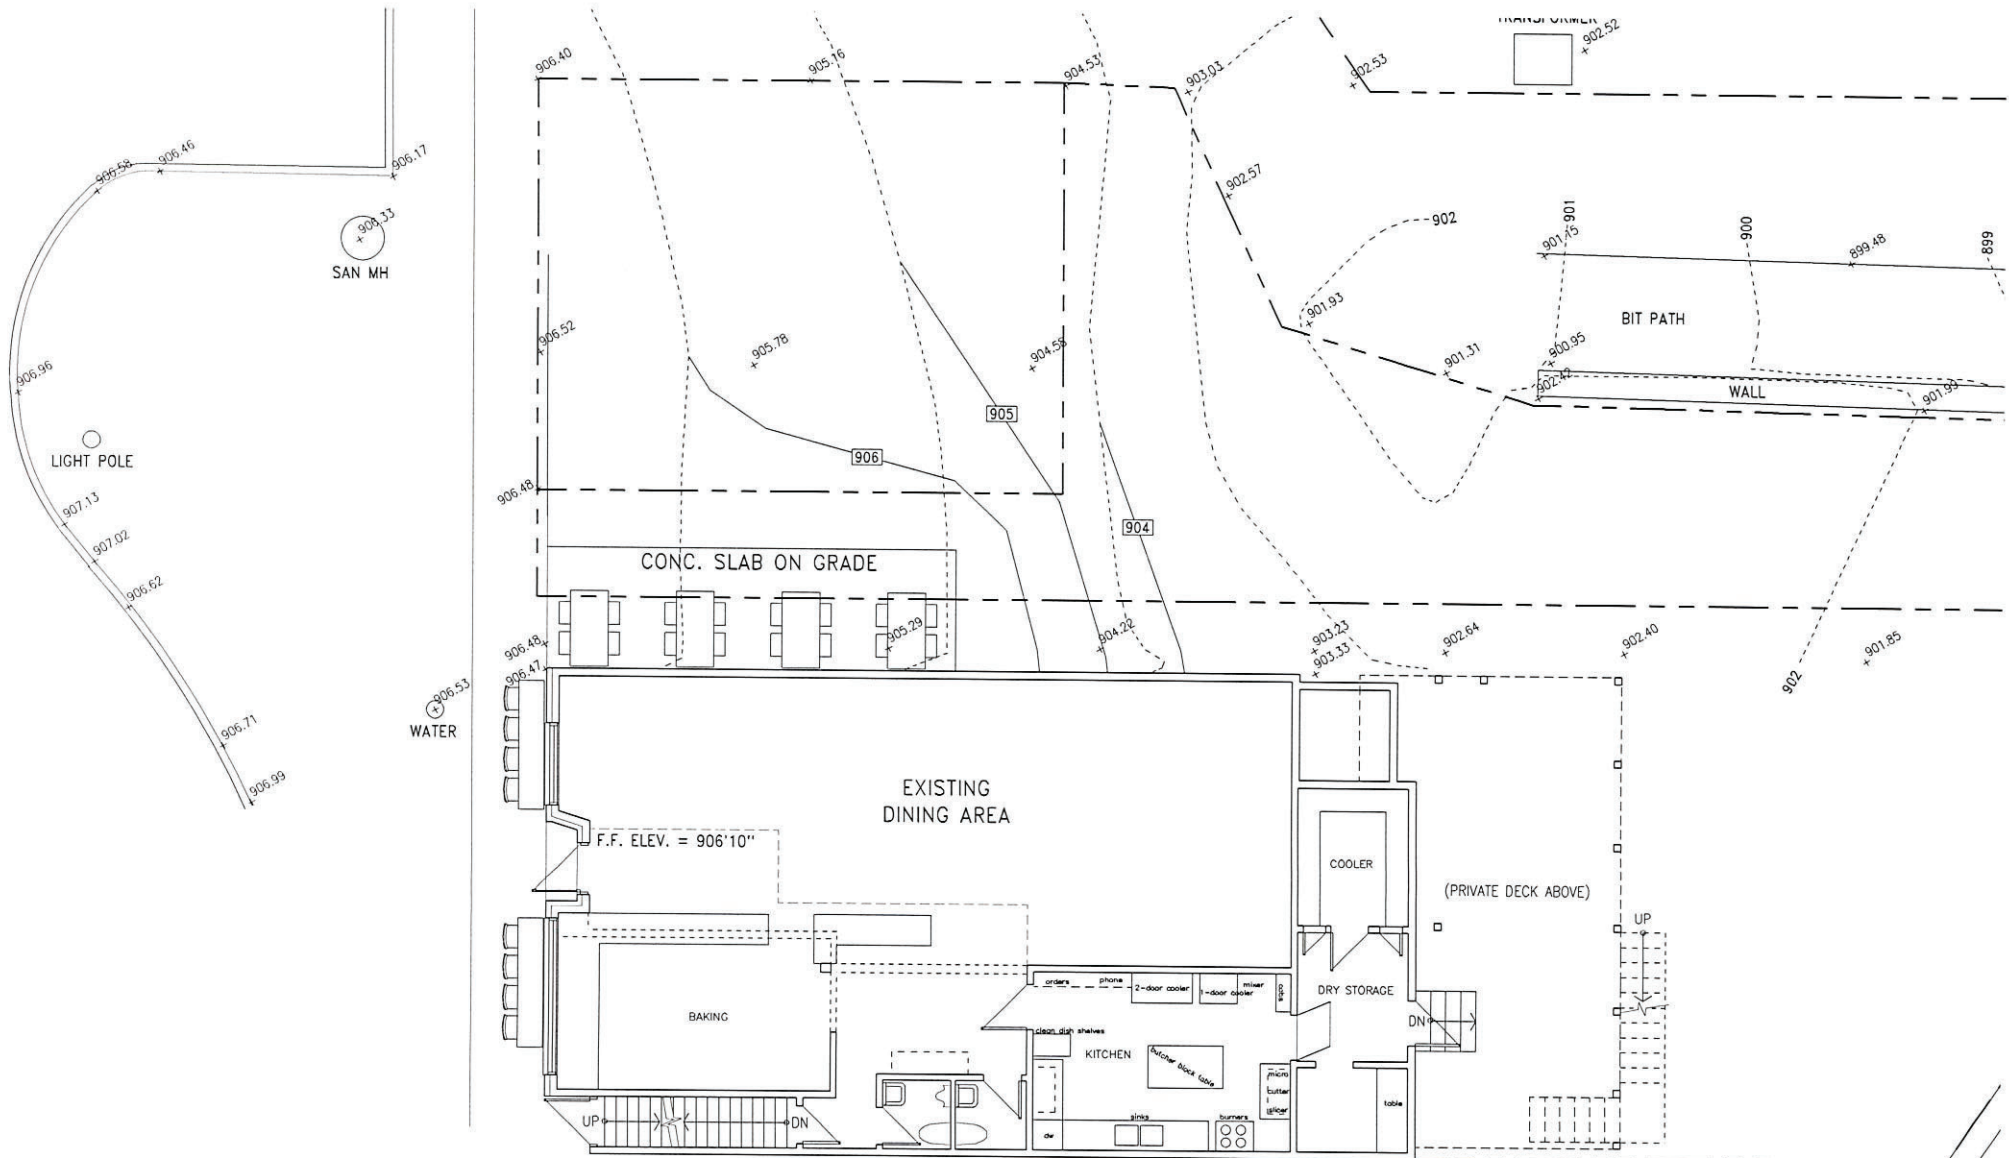 TRANSFORMER
902.52
906.40
905.16
904.53
903.03
902.53
906.58
906.46
906.17
902.57
906.33
SAN MH
902
901
901.15
900
899.48
899
906.52
905.78
904.58
901.93
BIT PATH
906.96
901.31
900.95
902.42
WALL
901.99
905
LIGHT POLE
906
906.48
907.13
904
907.02
CONC. SLAB ON GRADE
906.62
906.48
905.29
904.22
903.23
902.64
902.40
901.85
906.47
903.33
902
906.53
WATER
906.71
906.99
EXISTING
DINING AREA
F.F. ELEV. = 906'10"
COOLER
(PRIVATE DECK ABOVE)
UP
orders
phone
2-door cooler
1-door cooler
mixer
cabs
DRY STORAGE
BAKING
clean dish shelves
KITCHEN
DN
butcher block table
micro
cutter
slicer
table
UP
DN
sinks
burners
dw